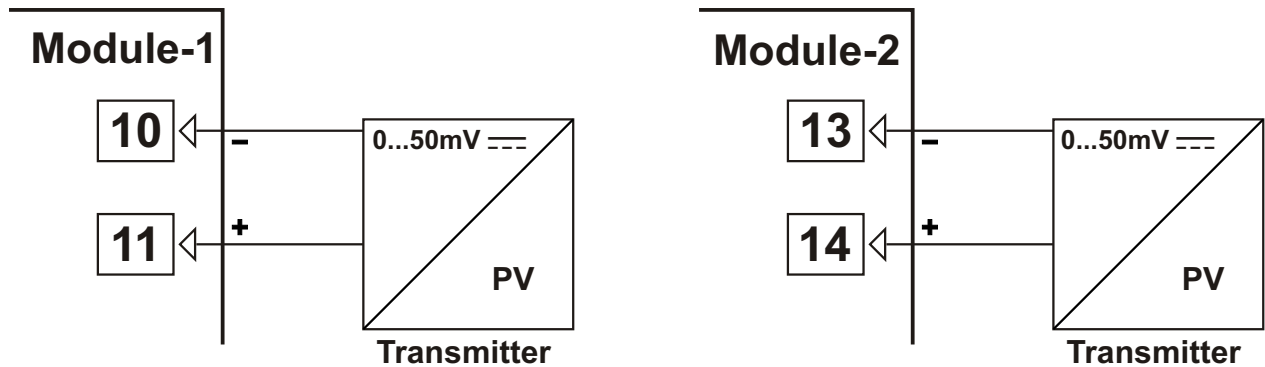 Module-1
10
-
0...50mV
11
+
PV
Transmitter
Module-2
13
-
0...50mV
14
+
PV
Transmitter